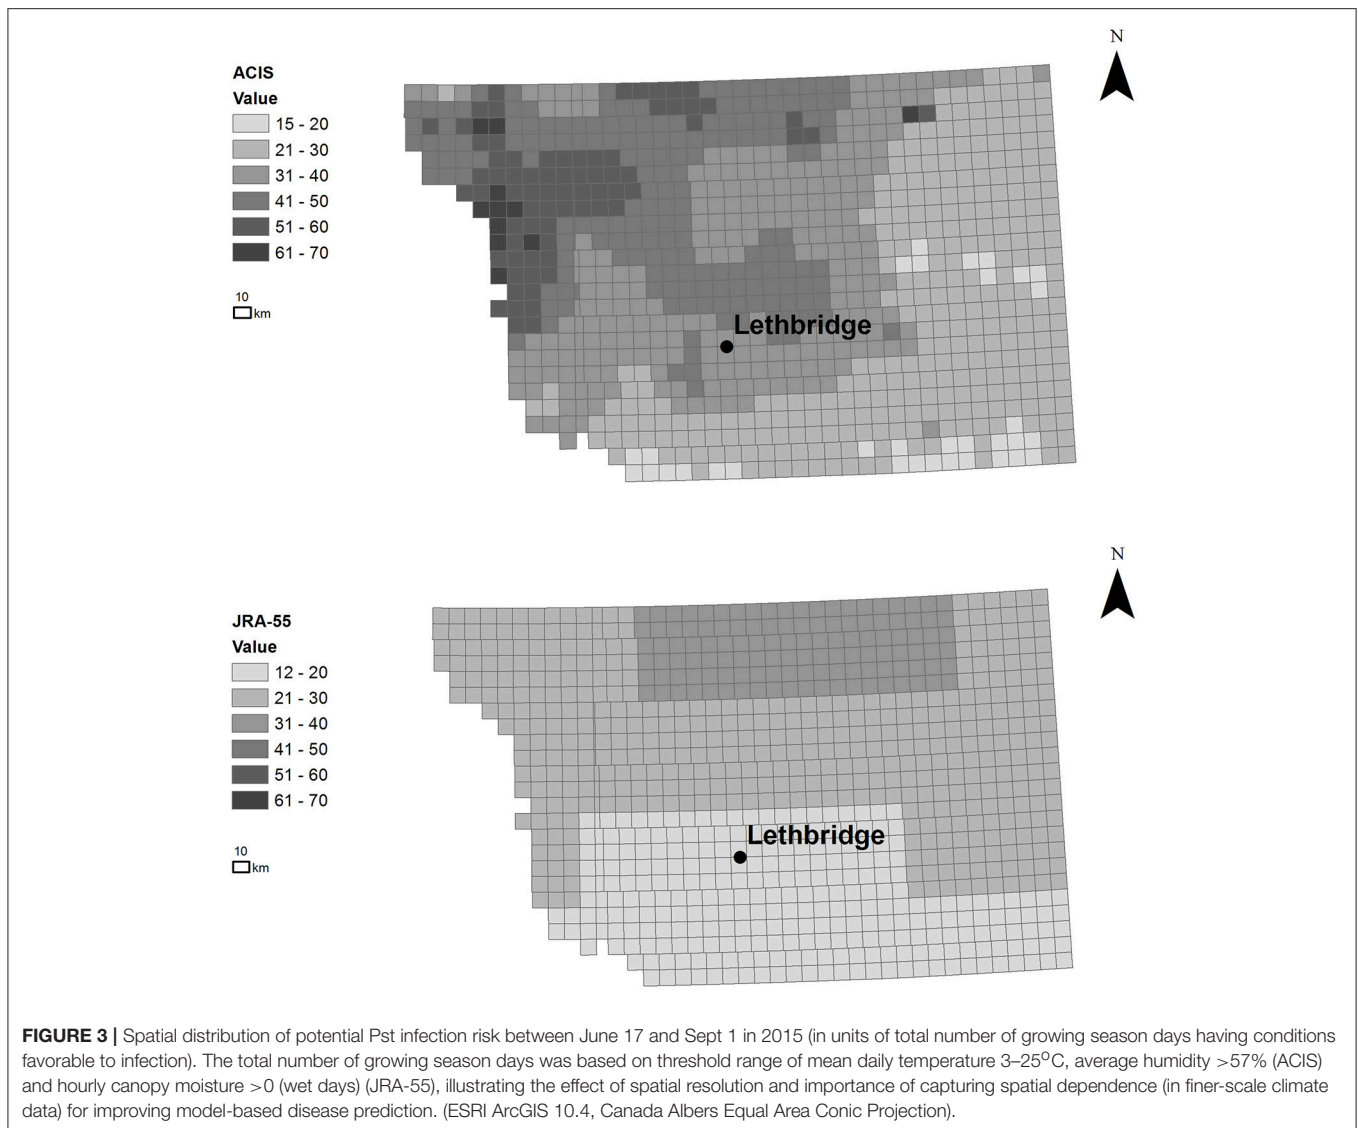 N
ACIS
Value
15 - 20
21 - 30
31 - 40
41 - 50
51 - 60
61 - 70
10
km
Lethbridge
N
JRA-55
Value
12 - 20
21 - 30
31 - 40
41 - 50
51 - 60
61 - 70
10
km
Lethbridge
FIGURE 3 | Spatial distribution of potential Pst infection risk between June 17 and Sept 1 in 2015 (in units of total number of growing season days having conditions
favorable to infection). The total number of growing season days was based on threshold range of mean daily temperature 3–25°C, average humidity >57% (ACIS)
and hourly canopy moisture >0 (wet days) (JRA-55), illustrating the effect of spatial resolution and importance of capturing spatial dependence (in finer-scale climate
data) for improving model-based disease prediction. (ESRI ArcGIS 10.4, Canada Albers Equal Area Conic Projection).